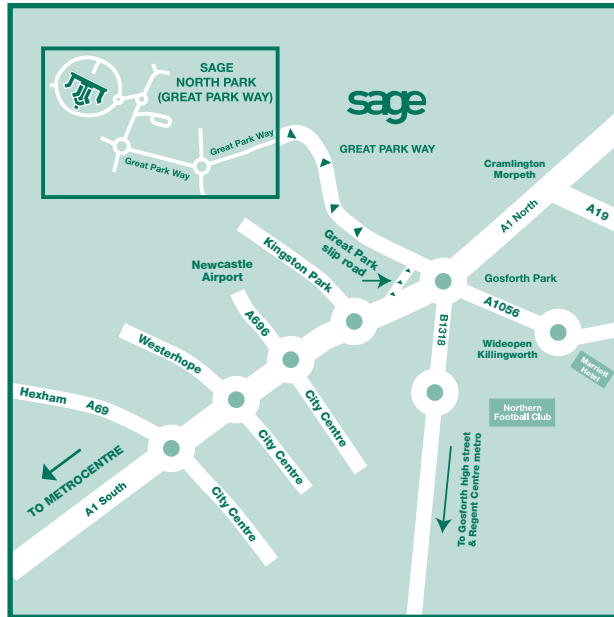 SAGE
NORTH PARK
(GREAT PARK WAY)
Great Park Way
Great Park Way
sage
GREAT PARK WAY
Cramlington
Morpeth
A19
A1 North
Great Park
slip road
Kingston Park
Newcastle
Airport
Gosforth Park
A1056
A696
B1318
Westerhope
Wideopen
Killingworth
Marriett
Hotel
Hexham
A69
City Centre
Northern
Football Club
City Centre
TO METROCENTRE
A1 South
City Centre
To Gosforth high street
& Regent Centre metro